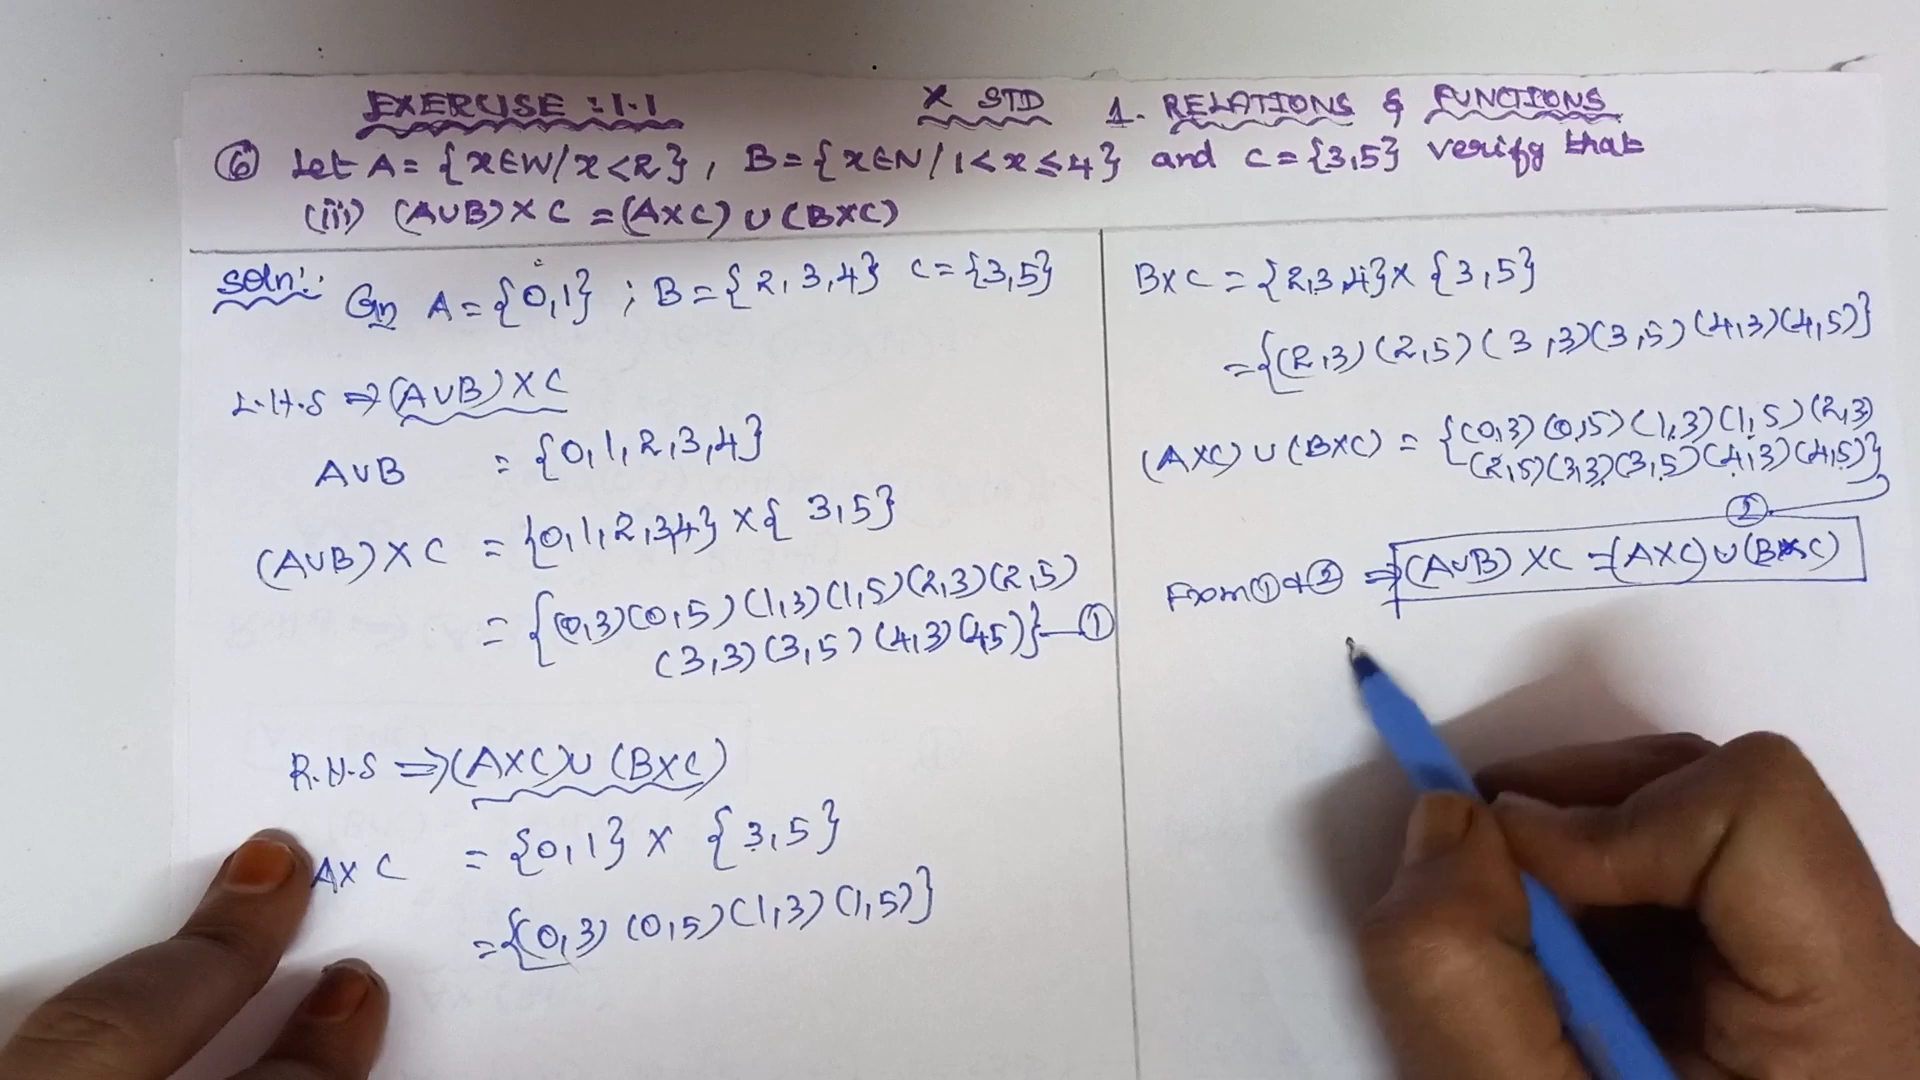 EXERCISE : 1.1 X STD 1. RELATIONS & FUNCTIONS
⑥ Let A = {x∈W/x<2}, B = {x∈N/1<x≤4} and C = {3,5} verify that
(iii) (A∪B)×C = (A×C)∪(B×C)
Soln:
Gn A = {0,1} ; B = {2,3,4} C = {3,5}
L.H.S ⇒ (A∪B)×C
A∪B = {0,1,2,3,4}
(A∪B)×C = {0,1,2,3,4} × { 3,5}
= {(0,3)(0,5)(1,3)(1,5)(2,3)(2,5)
(3,3)(3,5)(4,3)(4,5)} — ①
R.H.S ⇒ (A×C)∪(B×C)
A×C = {0,1} × {3,5}
= {(0,3) (0,5)(1,3)(1,5)}
B×C = {2,3,4}× {3,5}
= {(2,3)(2,5)(3,3)(3,5)(4,3)(4,5)}
(A×C)∪(B×C) = {(0,3)(0,5)(1,3)(1,5)(2,3)
(2,5)(3,3)(3,5)(4,3)(4,5)}
②
From ① & ② ⇒ (A∪B)×C = (A×C)∪(B×C)